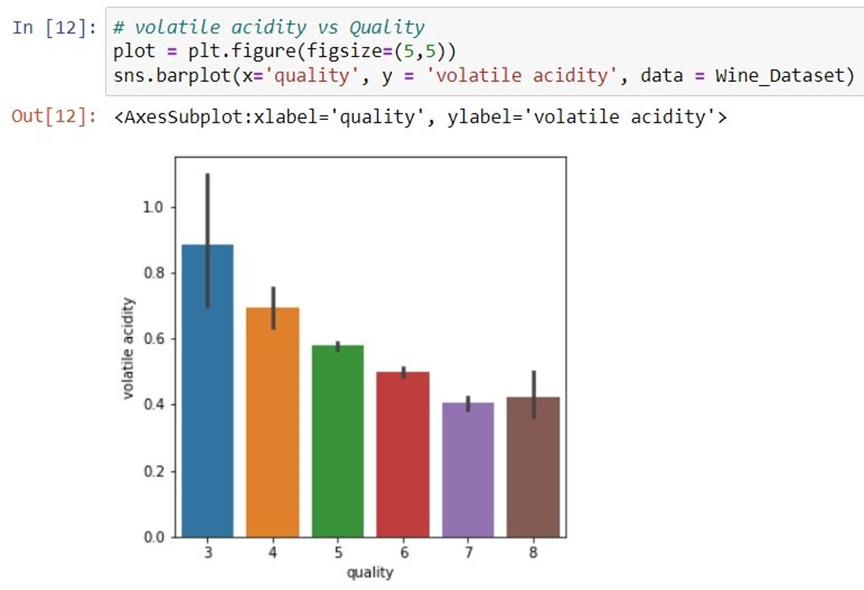 In [12]: # volatile acidity vs Quality
plot = plt.figure(figsize=(5,5))
sns.barplot(x='quality', y = 'volatile acidity', data = Wine_Dataset)
Out[12]: <AxesSubplot:xlabel='quality', ylabel='volatile acidity'>
1.0
0.8
0.6
0.4
0.2
0.0
volatile acidity
3 4 5 6 7 8
quality